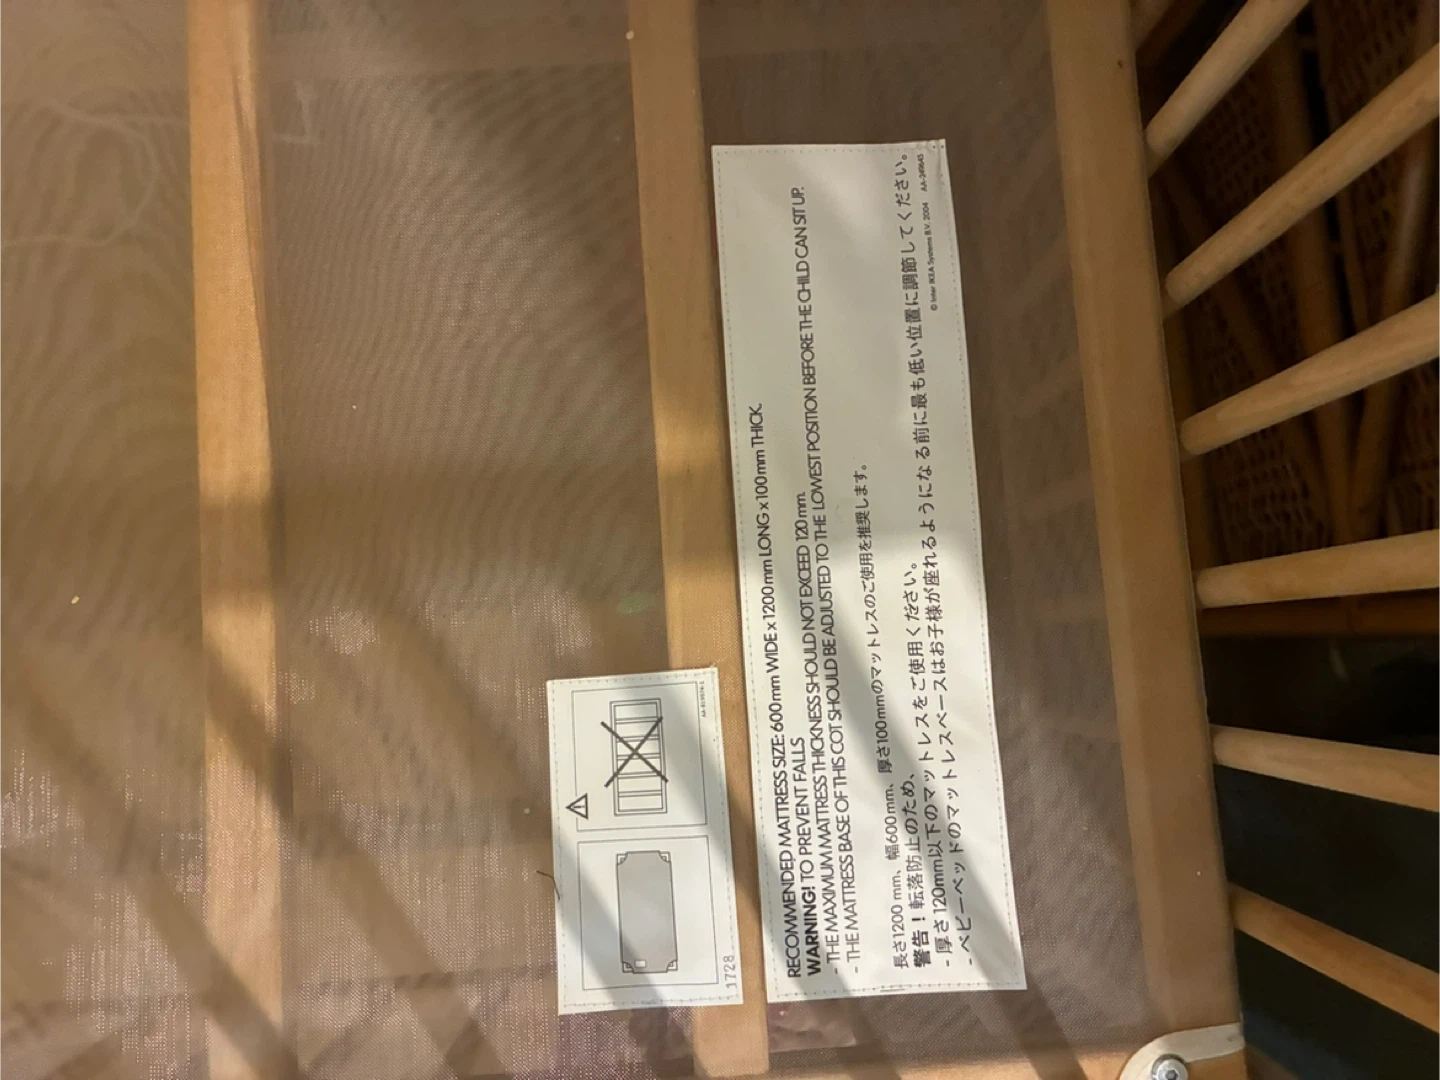 RECOMMENDED MATTRESS SIZE: 600mm WIDE x 1200mm LONG x 100mm THICK.
WARNING! TO PREVENT FALLS
- THE MAXIMUM MATTRESS THICKNESS SHOULD NOT EXCEED 120 mm.
- THE MATTRESS BASE OF THIS COT SHOULD BE ADJUSTED TO THE LOWEST POSITION BEFORE THE CHILD CAN SIT UP.
長さ1200 mm、幅600mm、厚さ100mmのマットレスのご使用を推奨します。
警告！転落防止のため、
- 厚さ120mm以下のマットレスをご使用ください。
- ベビーベッドのマットレスベースはお子様が座れるようになる前に最も低い位置に調節してください。
© Inter IKEA Systems B.V. 2004
1728